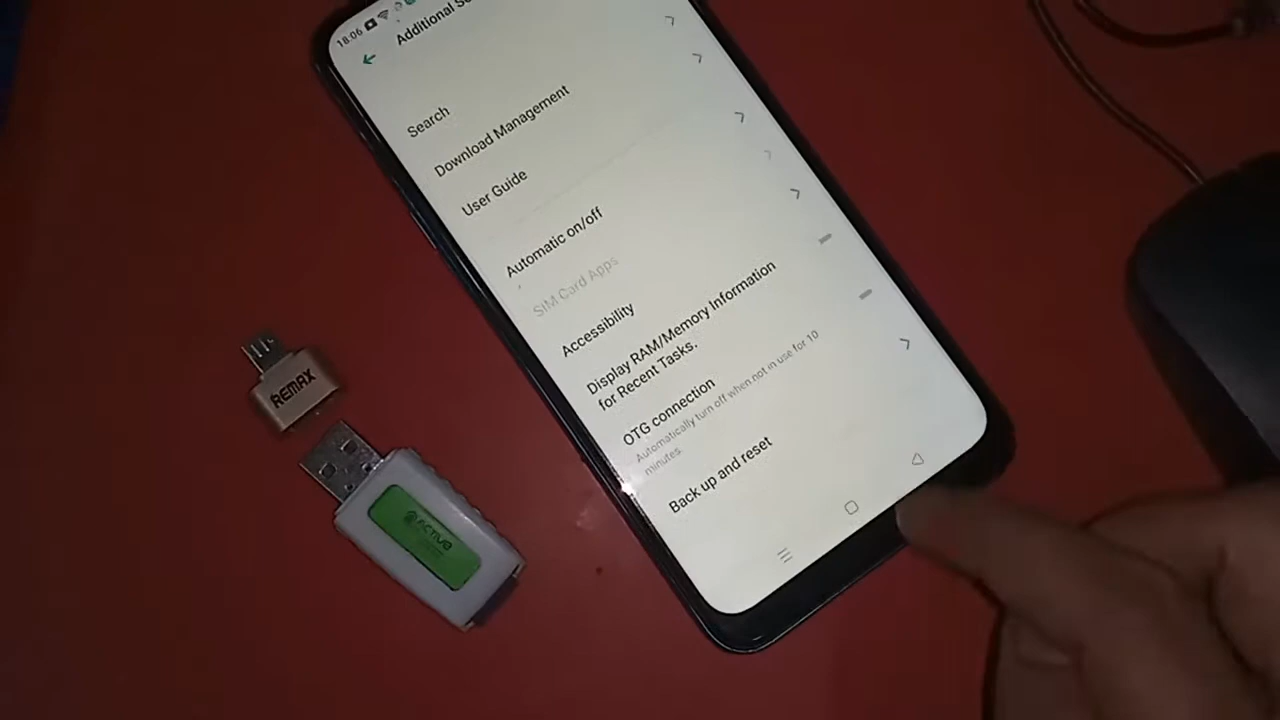 18:06
Additional
Search
Download Management
User Guide
Automatic on/off
SIM Card Apps
Accessibility
Display RAM/Memory Information
for Recent Tasks.
OTG connection
Automatically turn off when not in use for 10
minutes.
Back up and reset
REMAX
ACTIVA